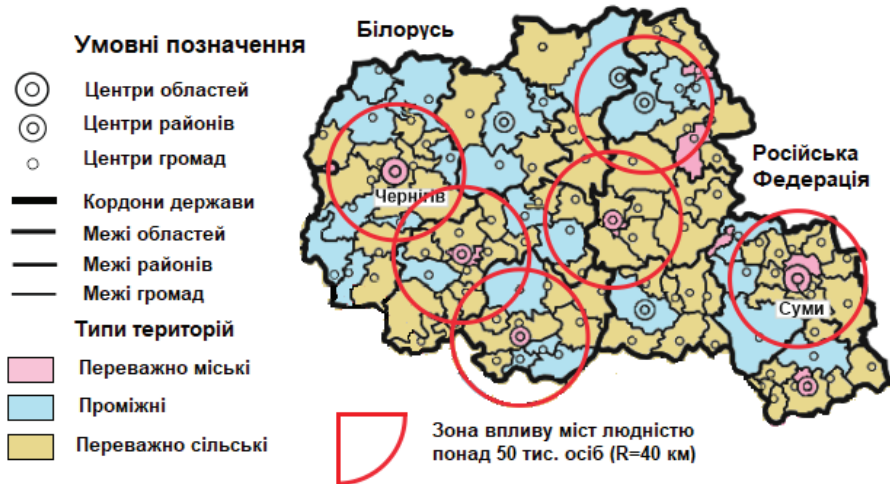 Умовні позначення
Центри областей
Центри районів
Центри громад
Кордони держави
Межі областей
Межі районів
Межі громад
Типи територій
Переважно міські
Проміжні
Переважно сільські
Білорусь
Чернігів
Російська
Федерація
Суми
Зона впливу міст людністю
понад 50 тис. осіб (R=40 км)